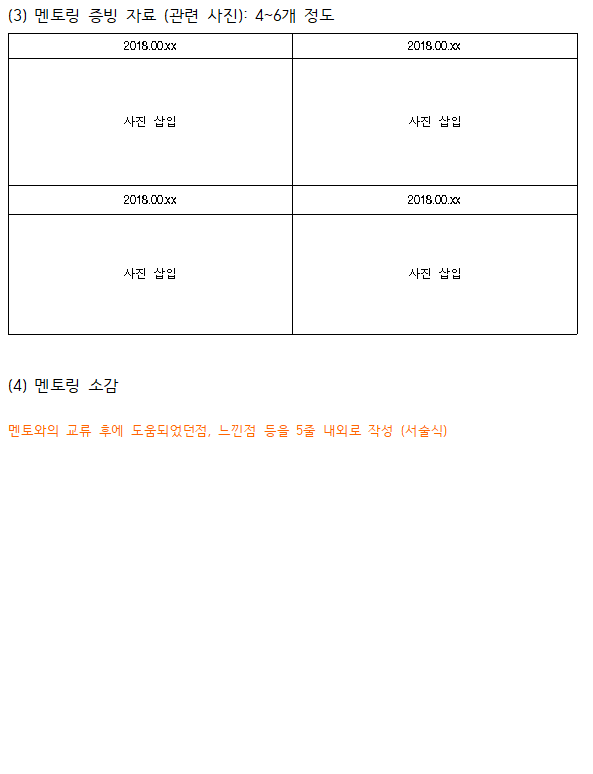 (3) 멘토링 증빙 자료 (관련 사진): 4~6개 정도
2018.00.xx 2018.00.xx
사진 삽입 사진 삽입
2018.00.xx 2018.00.xx
사진 삽입 사진 삽입
(4) 멘토링 소감
멘토와의 교류 후에 도움되었던점, 느낀점 등을 5줄 내외로 작성 (서술식)